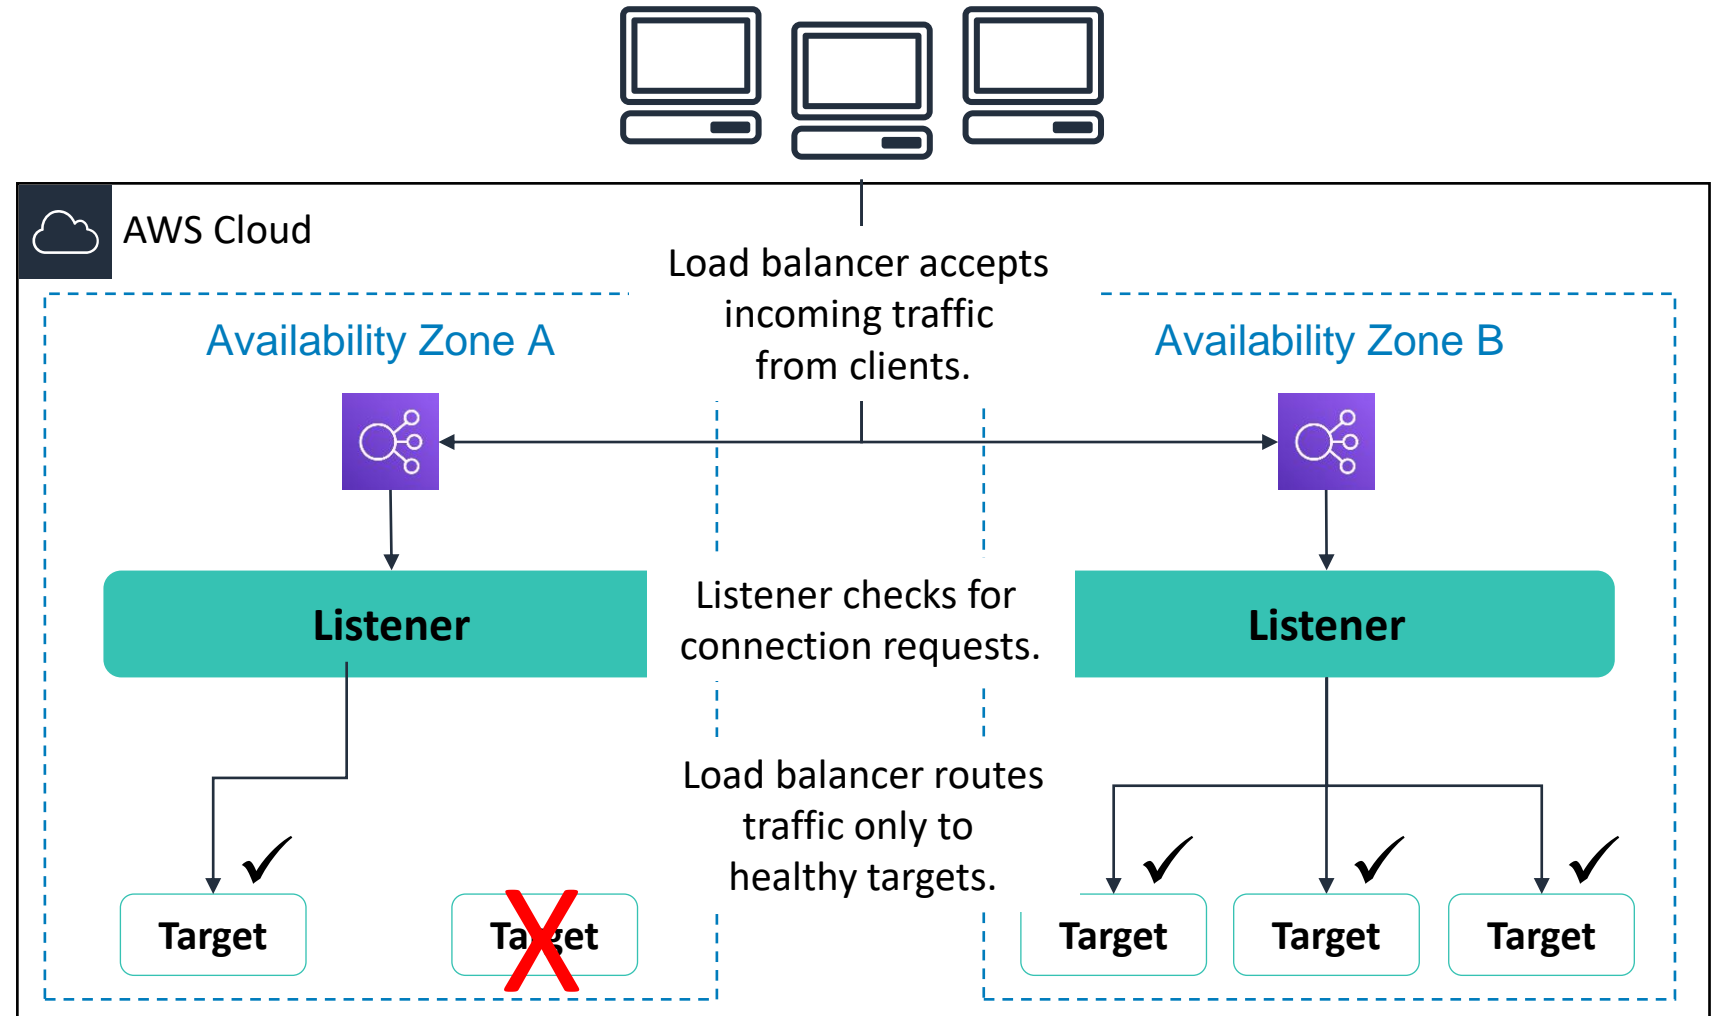 AWS Cloud
Load balancer accepts
incoming traffic
from clients.
Availability Zone A
Availability Zone B
Listener
Listener checks for
connection requests.
Listener
Load balancer routes
traffic only to
healthy targets.
Target
Target
X
Target
Target
Target